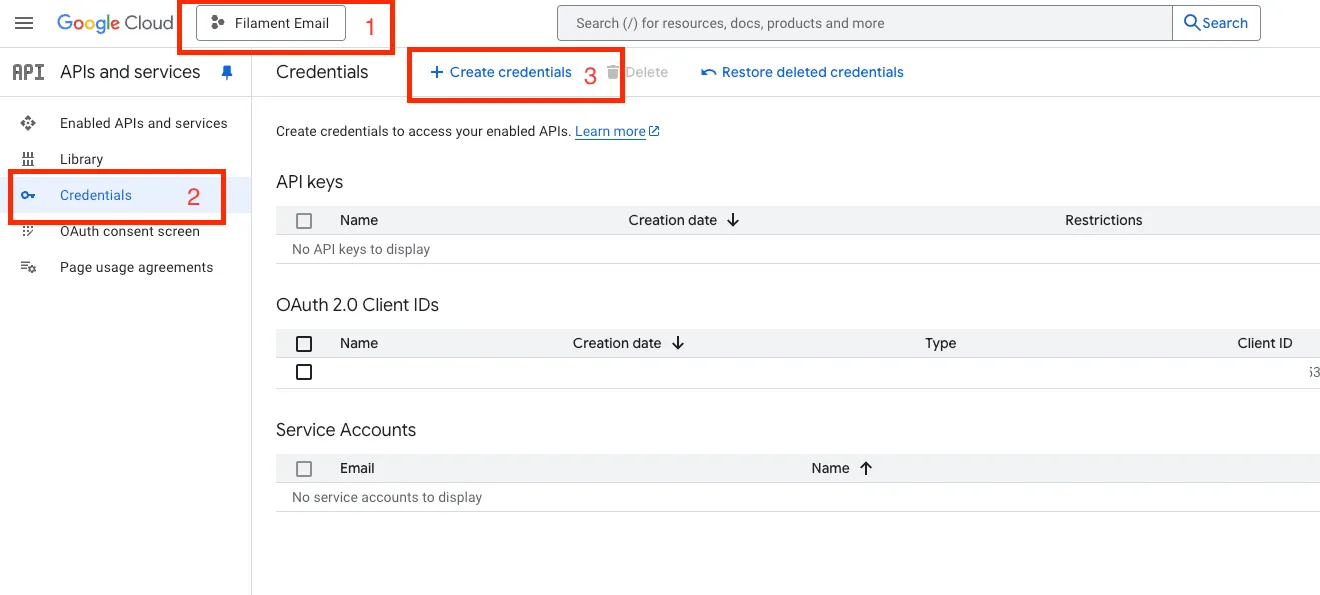 Google Cloud Filament Email 1 Search (/) for resources, docs, products and more Search
API APIs and services Credentials + Create credentials 3 Delete Restore deleted credentials
Enabled APIs and services
Library
Credentials 2
OAuth consent screen
Page usage agreements
Create credentials to access your enabled APIs. Learn more
API keys
Name Creation date Restrictions
No API keys to display
OAuth 2.0 Client IDs
Name Creation date Type Client ID
Service Accounts
Email Name
No service accounts to display